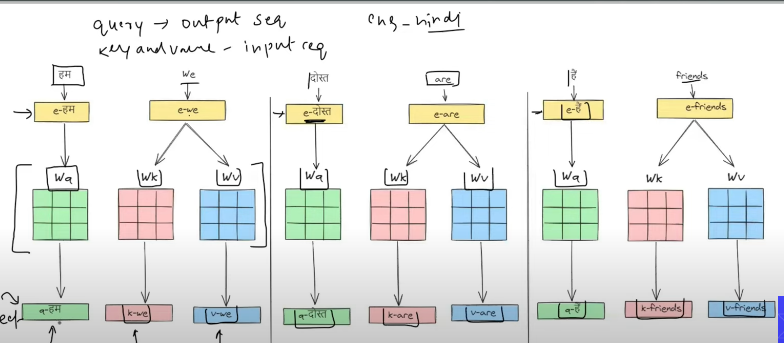 query → output seq
eng - hindi
key and value - input seq
हम
We
दोस्त
are
हैं
friends
e-हम
e-we
e-दोस्त
e-are
e-हैं
e-friends
Wq
Wk
Wv
Wq
Wk
Wv
Wq
Wk
Wv
q-हम
k-we
v-we
q-दोस्त
k-are
v-are
q-हैं
k-friends
v-friends